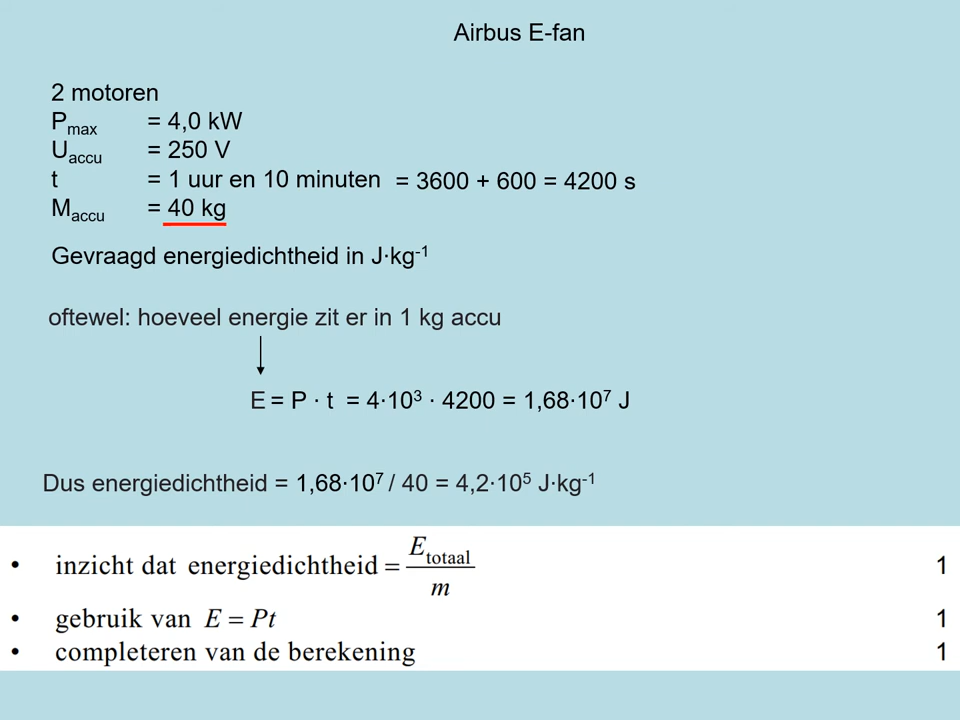 Airbus E-fan
2 motoren
Pmax = 4,0 kW
Uaccu = 250 V
t = 1 uur en 10 minuten = 3600 + 600 = 4200 s
Maccu = 40 kg
Gevraagd energiedichtheid in J·kg⁻¹
oftewel: hoeveel energie zit er in 1 kg accu
E = P · t = 4·10³ · 4200 = 1,68·10⁷ J
Dus energiedichtheid = 1,68·10⁷ / 40 = 4,2·10⁵ J·kg⁻¹
• inzicht dat energiedichtheid = Etotaal / m 1
• gebruik van E = Pt 1
• completeren van de berekening 1